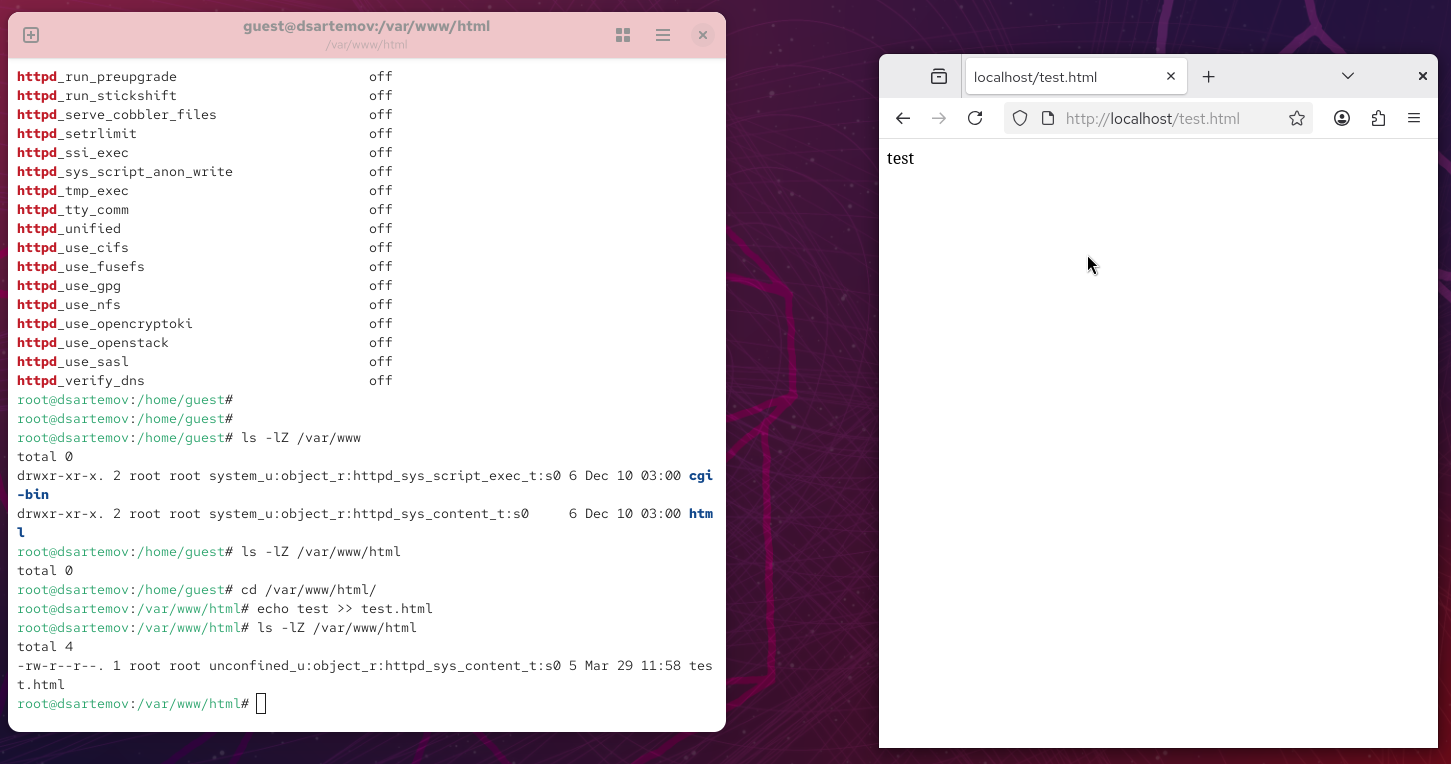 guest@dsartemov:/var/www/html
/var/www/html
httpd_run_preupgrade                        off
httpd_run_stickshift                        off
httpd_serve_cobbler_files                   off
httpd_setrlimit                             off
httpd_ssi_exec                              off
httpd_sys_script_anon_write                 off
httpd_tmp_exec                              off
httpd_tty_comm                              off
httpd_unified                               off
httpd_use_cifs                              off
httpd_use_fusefs                            off
httpd_use_gpg                               off
httpd_use_nfs                               off
httpd_use_opencryptoki                      off
httpd_use_openstack                         off
httpd_use_sasl                              off
httpd_verify_dns                            off
root@dsartemov:/home/guest#
root@dsartemov:/home/guest#
root@dsartemov:/home/guest# ls -lZ /var/www
total 0
drwxr-xr-x. 2 root root system_u:object_r:httpd_sys_script_exec_t:s0 6 Dec 10 03:00 cgi
-bin
drwxr-xr-x. 2 root root system_u:object_r:httpd_sys_content_t:s0     6 Dec 10 03:00 htm
l
root@dsartemov:/home/guest# ls -lZ /var/www/html
total 0
root@dsartemov:/home/guest# cd /var/www/html/
root@dsartemov:/var/www/html# echo test >> test.html
root@dsartemov:/var/www/html# ls -lZ /var/www/html
total 4
-rw-r--r--. 1 root root unconfined_u:object_r:httpd_sys_content_t:s0 5 Mar 29 11:58 tes
t.html
root@dsartemov:/var/www/html#
localhost/test.html
http://localhost/test.html
test